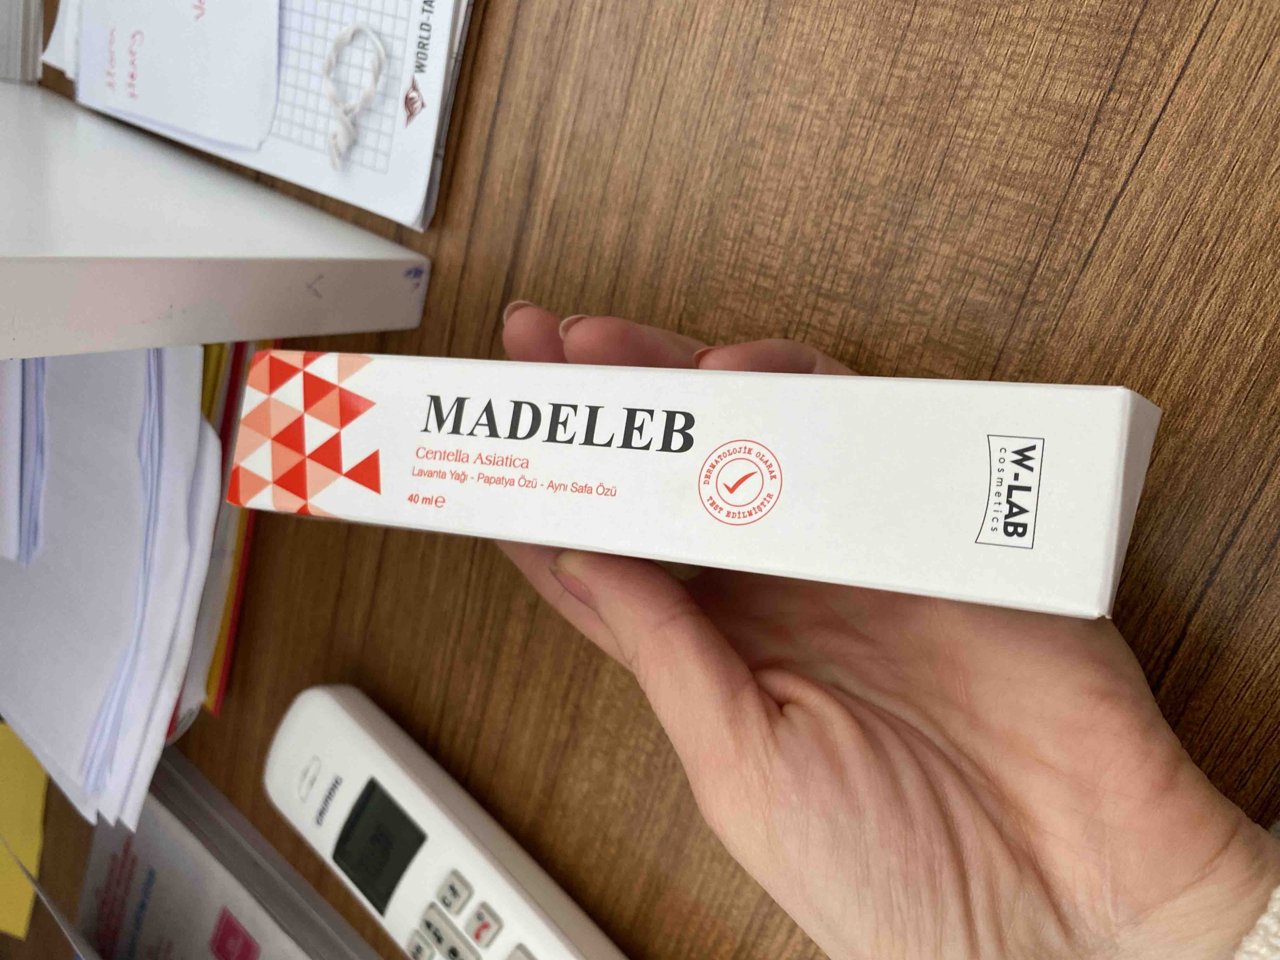 MADELEB
Centella Asiatica
Lavanta Yağı - Papatya Özü - Aynı Safa Özü
40 ml ℮
DERMATOLOJİK OLARAK
TEST EDİLMİŞTİR
W-LAB
cosmetics
WORLD-TA
GRUNDIG